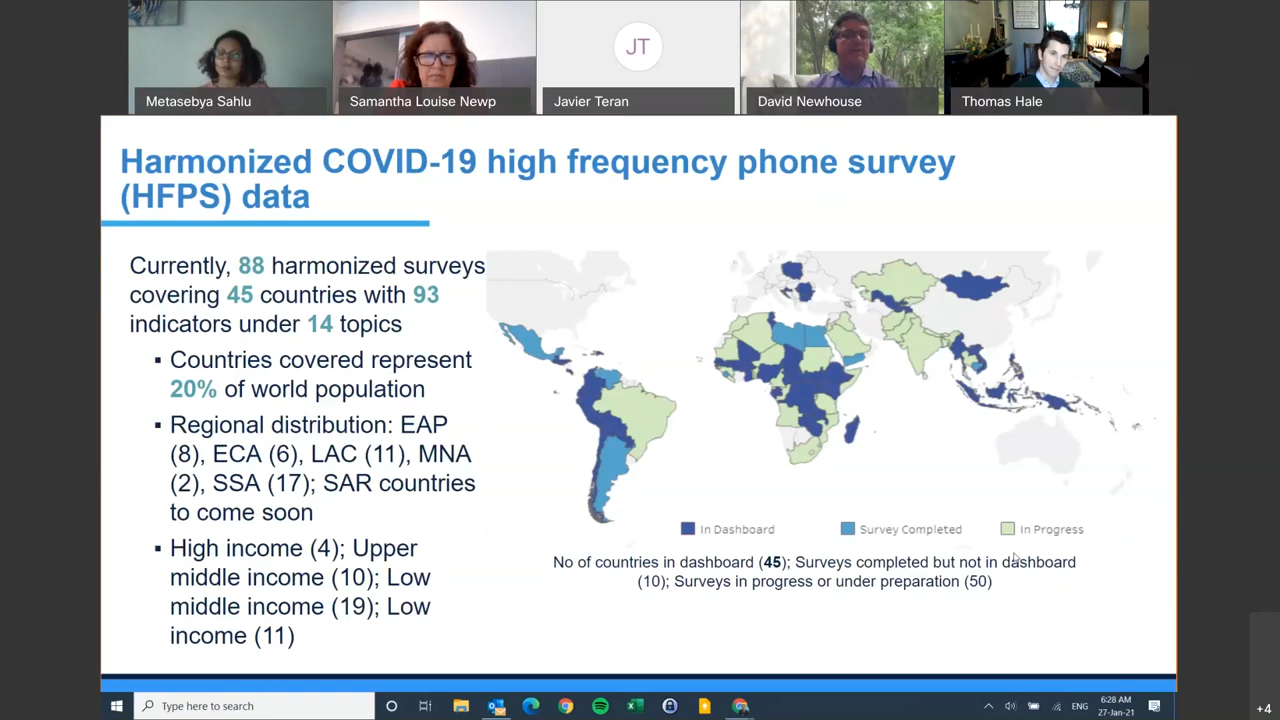 JT
Metasebya Sahlu
Samantha Louise Newp
Javier Teran
David Newhouse
Thomas Hale
Harmonized COVID-19 high frequency phone survey
(HFPS) data
Currently, 88 harmonized surveys
covering 45 countries with 93
indicators under 14 topics
▪ Countries covered represent
20% of world population
▪ Regional distribution: EAP
(8), ECA (6), LAC (11), MNA
(2), SSA (17); SAR countries
to come soon
▪ High income (4); Upper
middle income (10); Low
middle income (19); Low
income (11)
In Dashboard
Survey Completed
In Progress
No of countries in dashboard (45); Surveys completed but not in dashboard
(10); Surveys in progress or under preparation (50)
Type here to search
ENG
6:28 AM
27-Jan-21
+4